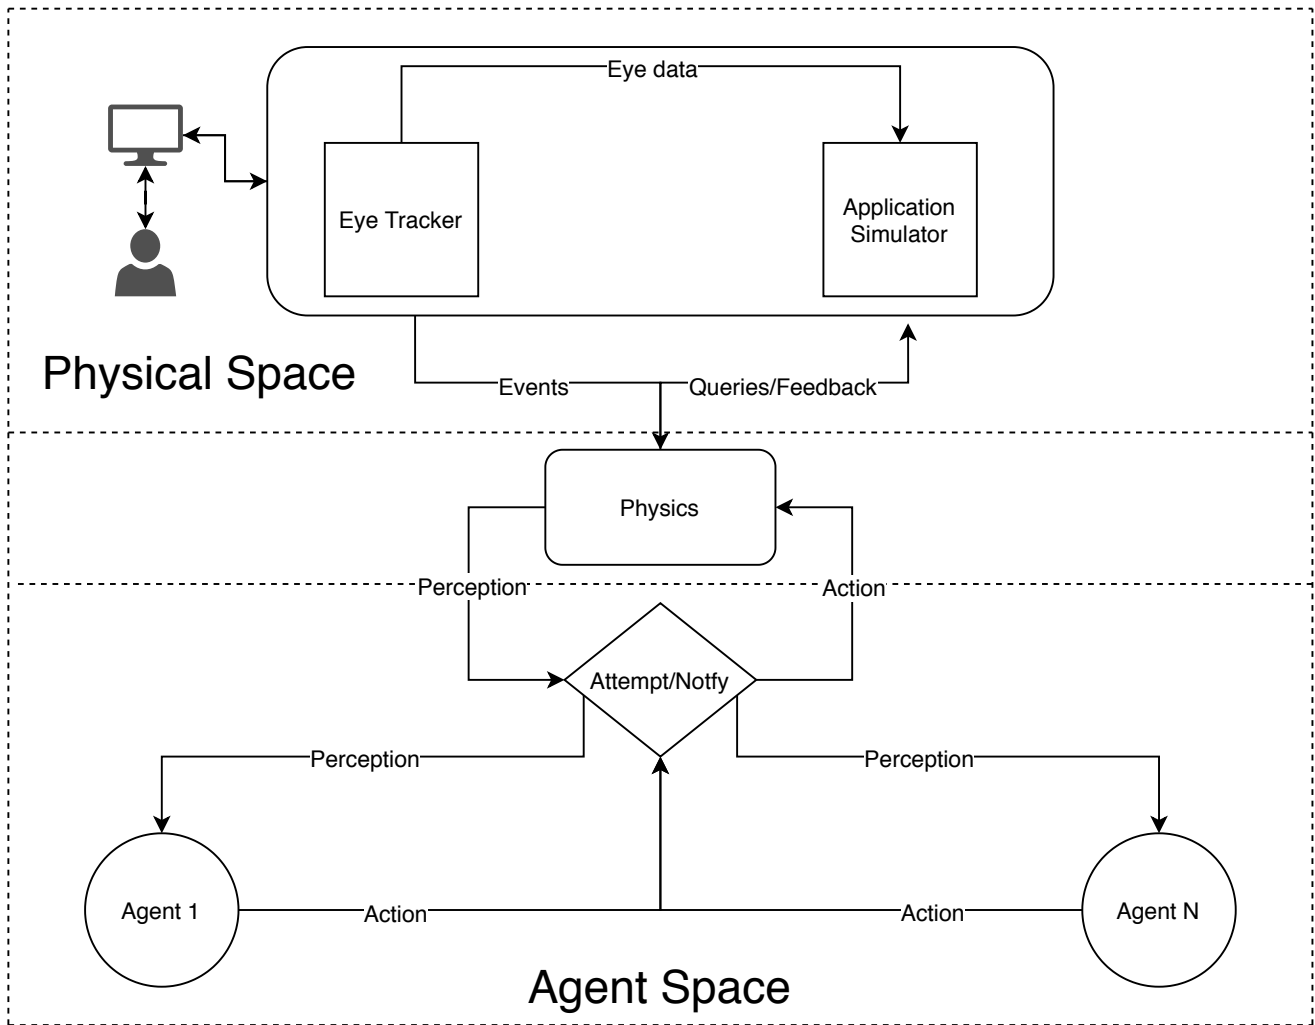 Eye data
Eye Tracker
Application
Simulator
Physical Space
Events
Queries/Feedback
Physics
Perception
Action
Attempt/Notfy
Perception
Perception
Agent 1
Action
Action
Agent N
Agent Space